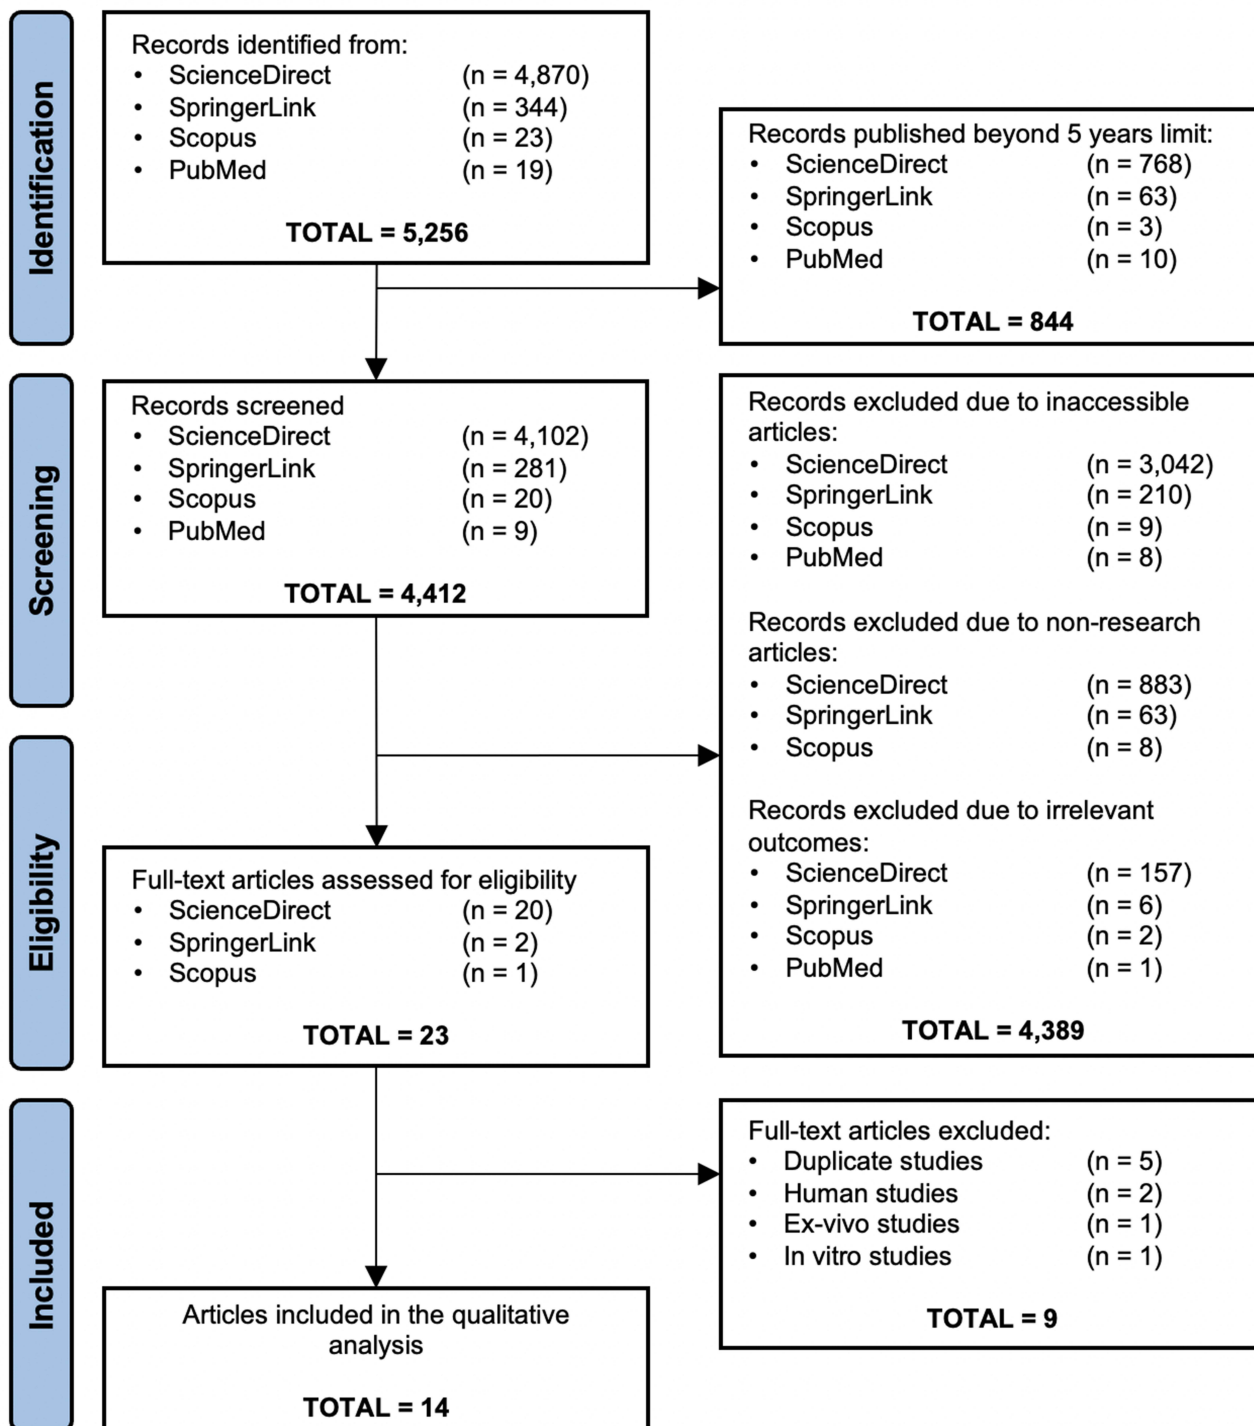 Identification
Records identified from:
• ScienceDirect (n = 4,870)
• SpringerLink (n = 344)
• Scopus (n = 23)
• PubMed (n = 19)
TOTAL = 5,256
Records published beyond 5 years limit:
• ScienceDirect (n = 768)
• SpringerLink (n = 63)
• Scopus (n = 3)
• PubMed (n = 10)
TOTAL = 844
Screening
Records screened
• ScienceDirect (n = 4,102)
• SpringerLink (n = 281)
• Scopus (n = 20)
• PubMed (n = 9)
TOTAL = 4,412
Records excluded due to inaccessible
articles:
• ScienceDirect (n = 3,042)
• SpringerLink (n = 210)
• Scopus (n = 9)
• PubMed (n = 8)
Records excluded due to non-research
articles:
• ScienceDirect (n = 883)
• SpringerLink (n = 63)
• Scopus (n = 8)
Records excluded due to irrelevant
outcomes:
• ScienceDirect (n = 157)
• SpringerLink (n = 6)
• Scopus (n = 2)
• PubMed (n = 1)
TOTAL = 4,389
Eligibility
Full-text articles assessed for eligibility
• ScienceDirect (n = 20)
• SpringerLink (n = 2)
• Scopus (n = 1)
TOTAL = 23
Included
Full-text articles excluded:
• Duplicate studies (n = 5)
• Human studies (n = 2)
• Ex-vivo studies (n = 1)
• In vitro studies (n = 1)
TOTAL = 9
Articles included in the qualitative
analysis
TOTAL = 14